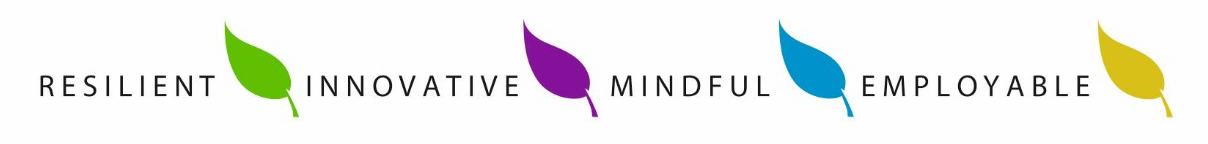 RESILIENT INNOVATIVE MINDFUL EMPLOYABLE